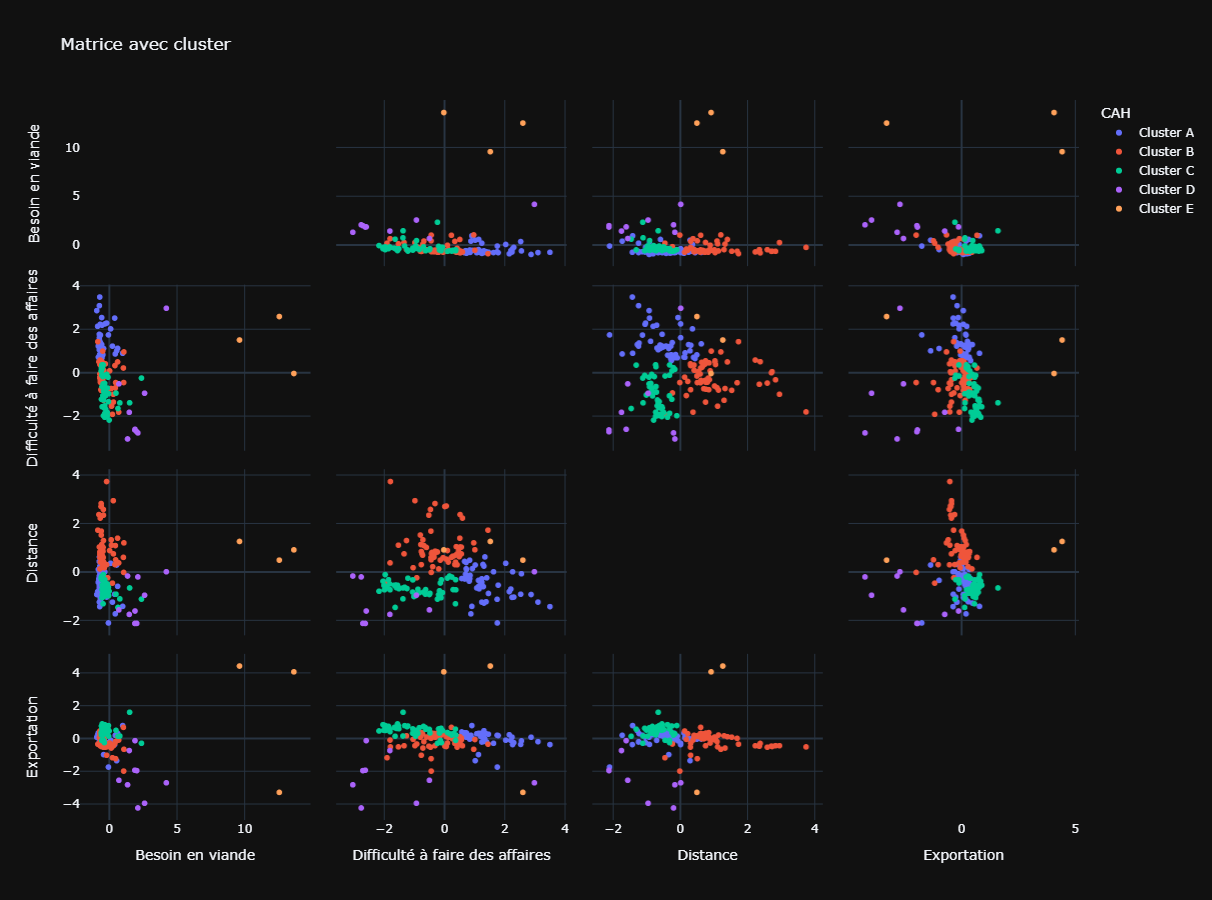 Matrice avec cluster
CAH
Cluster A
Cluster B
Cluster C
Cluster D
Cluster E
Besoin en viande
10
5
0
Difficulté à faire des affaires
4
2
0
−2
Distance
4
2
0
−2
Exportation
4
2
0
−2
−4
0 5 10
−2 0 2 4
−2 0 2 4
0 5
Besoin en viande
Difficulté à faire des affaires
Distance
Exportation